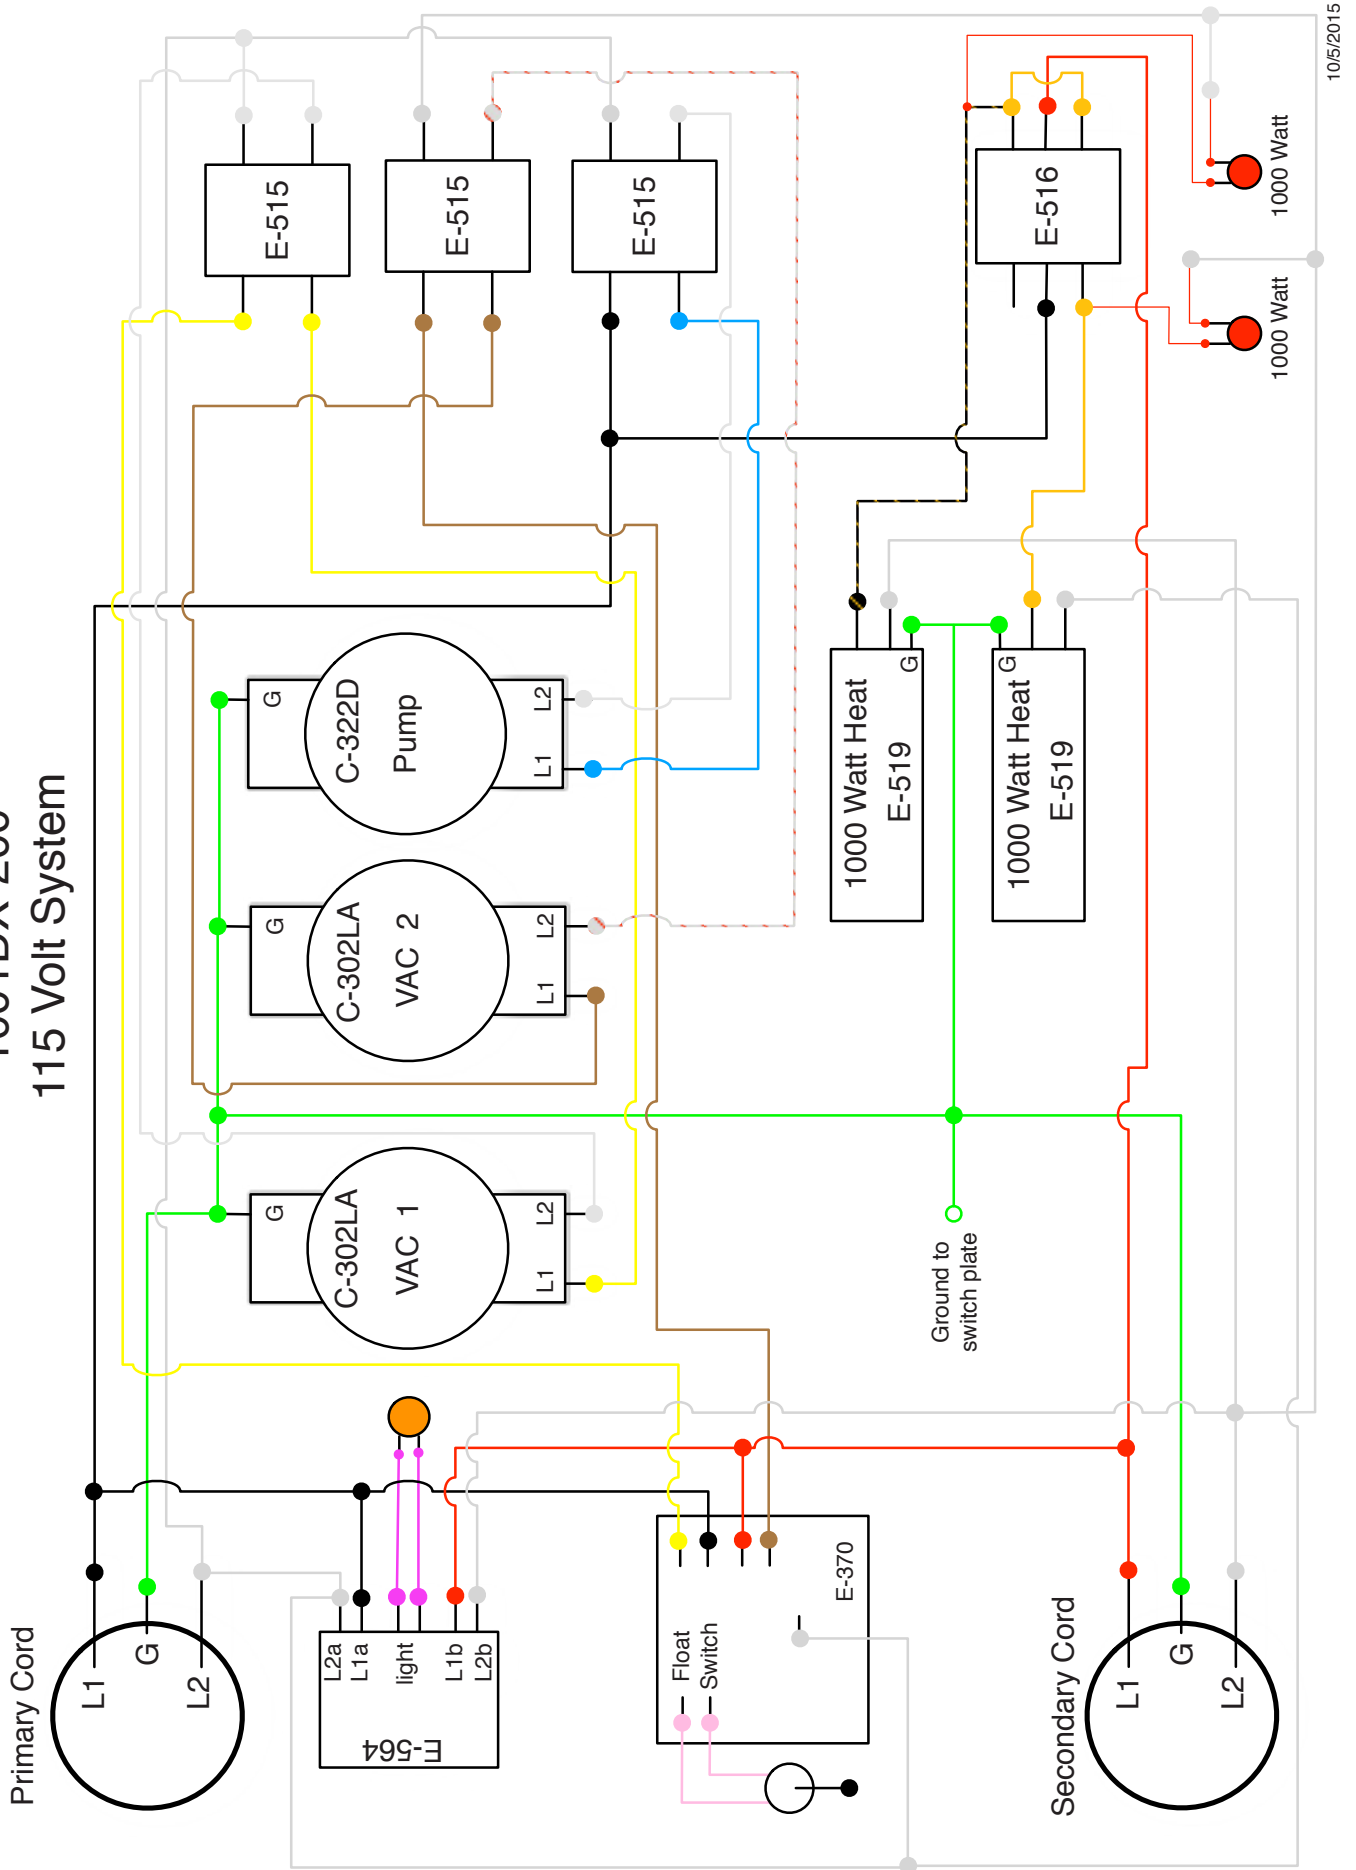 115 Volt System
10/5/2015
Primary Cord
L1
G
L2
E-564
L2a
L1a
light
L1b
L2b
C-302LA
VAC 1
G
L1
L2
C-302LA
VAC 2
G
L1
L2
C-322D
Pump
G
L1
L2
E-515
E-515
E-515
E-516
1000 Watt
1000 Watt
1000 Watt Heat
E-519
G
1000 Watt Heat
E-519
G
Ground to
switch plate
Float
Switch
E-370
Secondary Cord
L1
G
L2